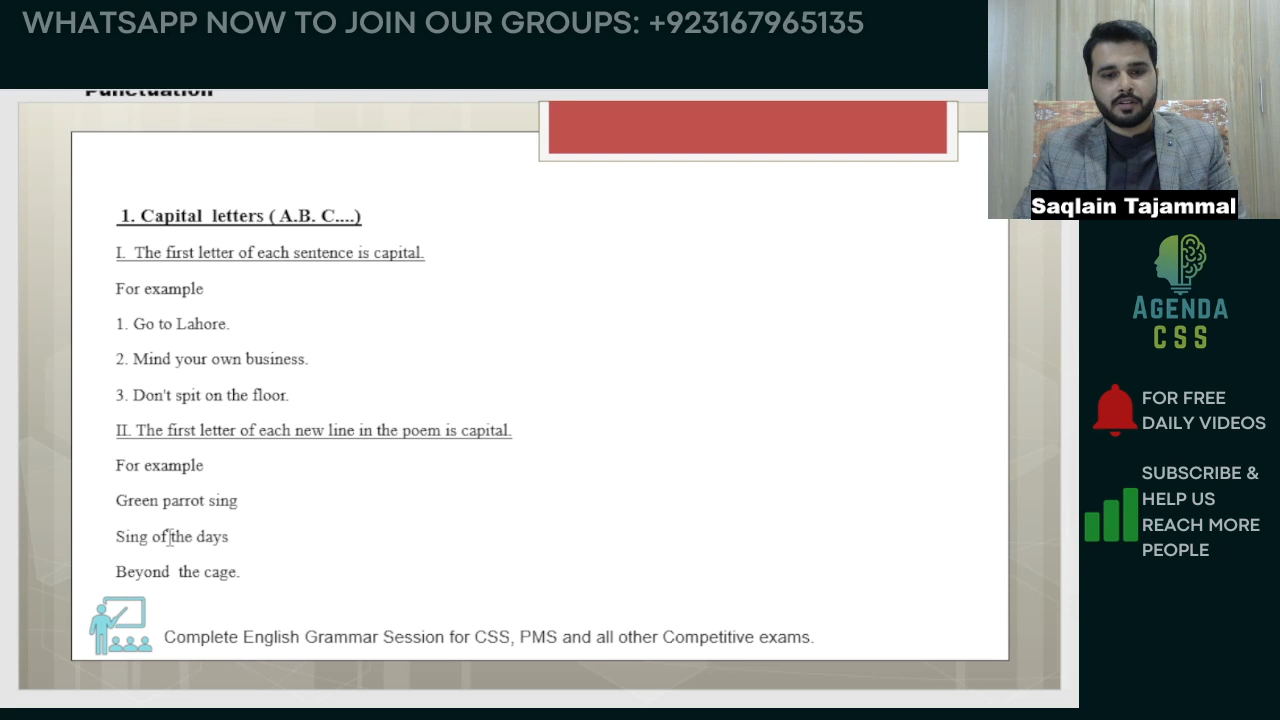 WHATSAPP NOW TO JOIN OUR GROUPS: +923167965135
Punctuation
1. Capital letters ( A.B. C....)
I. The first letter of each sentence is capital.
For example
1. Go to Lahore.
2. Mind your own business.
3. Don't spit on the floor.
II. The first letter of each new line in the poem is capital.
For example
Green parrot sing
Sing of the days
Beyond the cage.
Complete English Grammar Session for CSS, PMS and all other Competitive exams.
Saqlain Tajammal
AGENDA
CSS
FOR FREE
DAILY VIDEOS
SUBSCRIBE &
HELP US
REACH MORE
PEOPLE